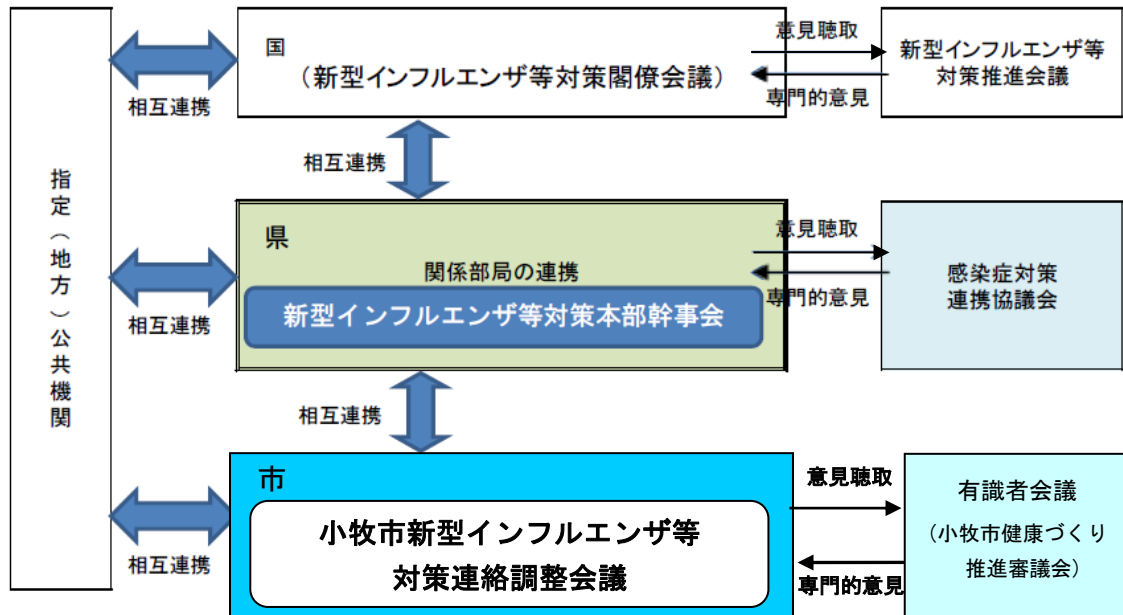 指定（地方）公共機関
相互連携
国
（新型インフルエンザ等対策閣僚会議）
意見聴取
専門的意見
新型インフルエンザ等
対策推進会議
相互連携
県
関係部局の連携
新型インフルエンザ等対策本部幹事会
相互連携
意見聴取
専門的意見
感染症対策
連携協議会
相互連携
市
小牧市新型インフルエンザ等
対策連絡調整会議
相互連携
意見聴取
専門的意見
有識者会議
（小牧市健康づくり
推進審議会）